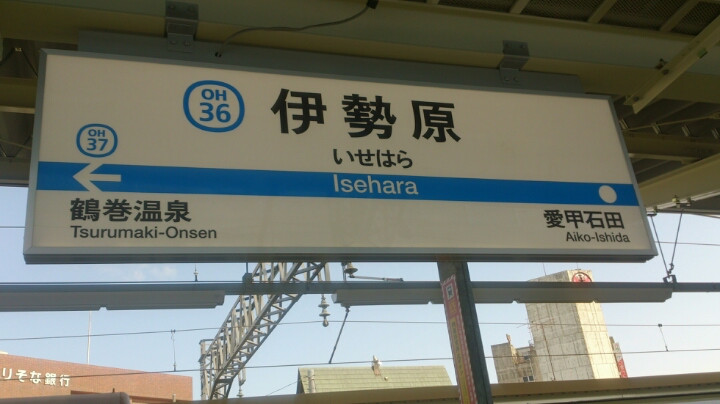 OH
36
伊勢原
いせはら
Isehara
OH
37
鶴巻温泉
Tsurumaki-Onsen
愛甲石田
Aiko-Ishida
りそな銀行